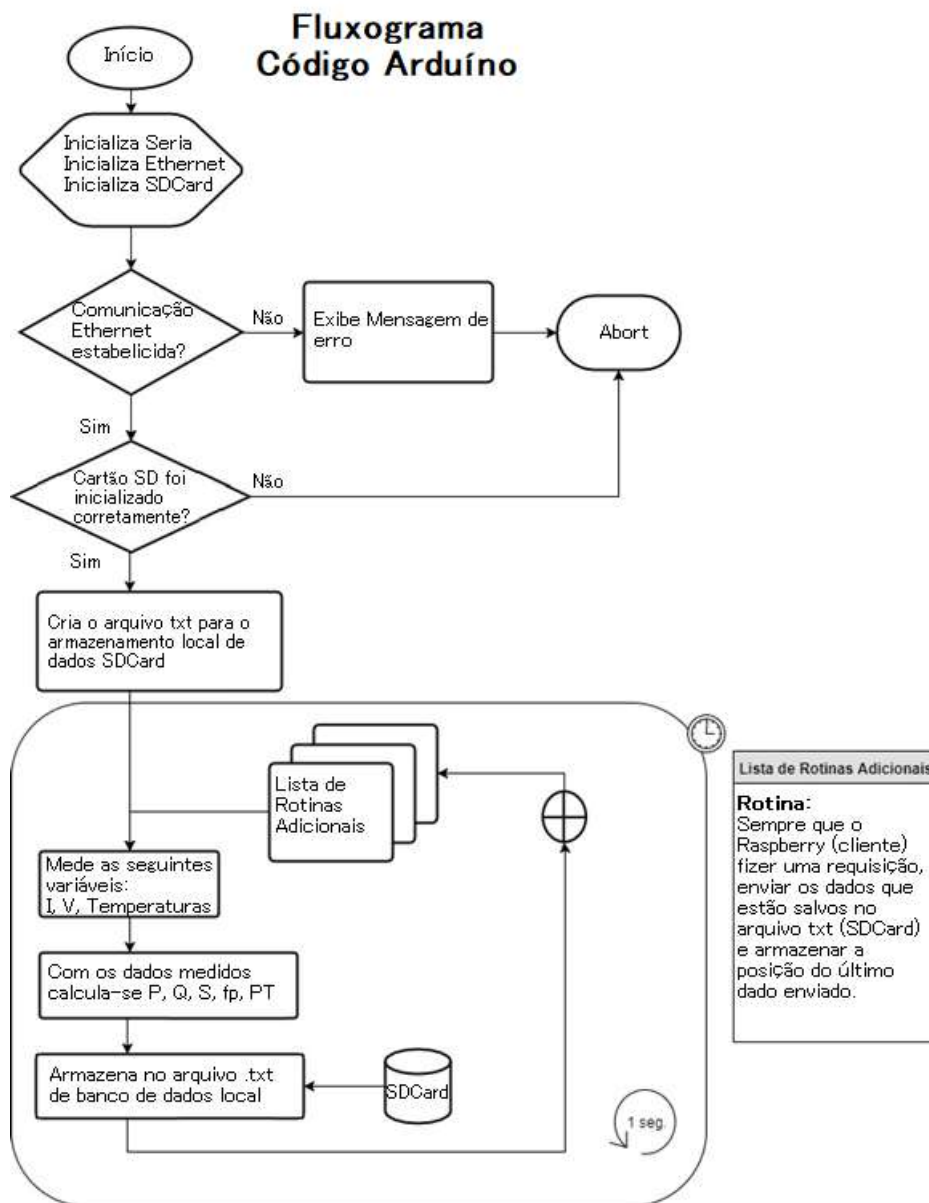 Fluxograma
Código Arduíno
Início
Inicializa Seria
Inicializa Ethernet
Inicializa SDCard
Comunicação
Ethernet
estabelicida?
Não
Exibe Mensagem de
erro
Abort
Sim
Cartão SD foi
inicializado
corretamente?
Não
Sim
Cria o arquivo txt para o
armazenamento local de
dados SDCard
Lista de
Rotinas
Adicionais
Mede as seguintes
variáveis:
I, V, Temperaturas
Com os dados medidos
calcula-se P, Q, S, fp, PT
Armazena no arquivo .txt
de banco de dados local
SDCard
1 seg.
Lista de Rotinas Adicionais
Rotina:
Sempre que o
Raspberry (cliente)
fizer uma requisição,
enviar os dados que
estão salvos no
arquivo txt (SDCard)
e armazenar a
posição do último
dado enviado.